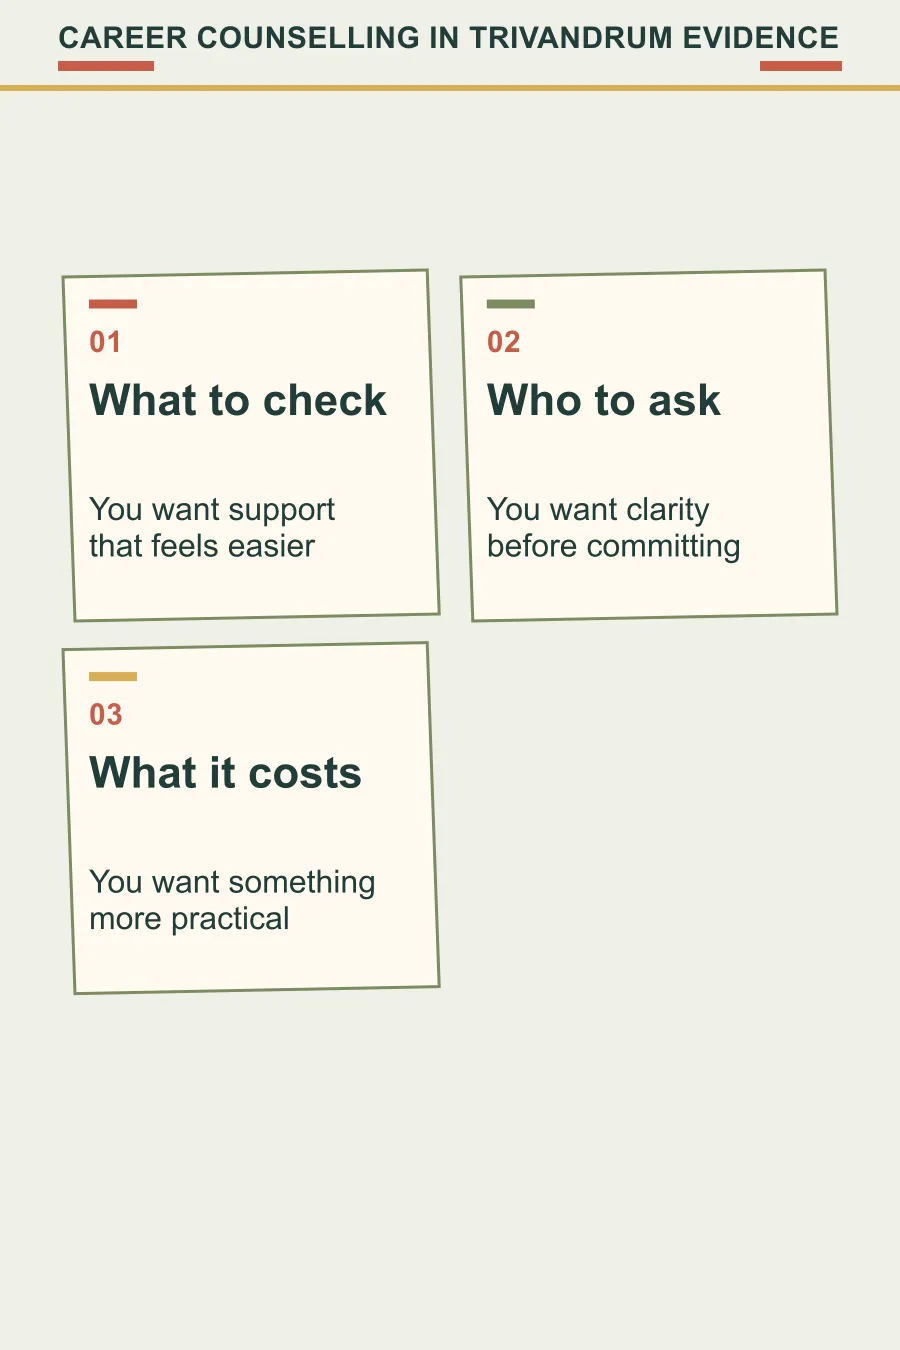 CAREER COUNSELLING IN TRIVANDRUM EVIDENCE
01
What to check
You want support
that feels easier
02
Who to ask
You want clarity
before committing
03
What it costs
You want something
more practical